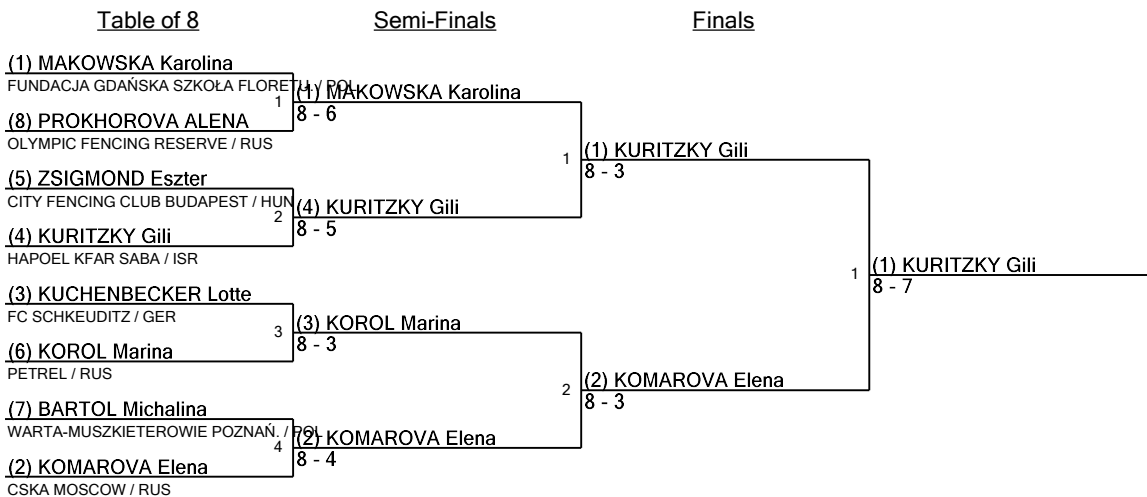 Table of 8
Semi-Finals
Finals
(1) MAKOWSKA Karolina
FUNDACJA GDAŃSKA SZKOŁA FLORETU / POL
1
(8) PROKHOROVA ALENA
OLYMPIC FENCING RESERVE / RUS
(5) ZSIGMOND Eszter
CITY FENCING CLUB BUDAPEST / HUN
2
(4) KURITZKY Gili
HAPOEL KFAR SABA / ISR
(3) KUCHENBECKER Lotte
FC SCHKEUDITZ / GER
3
(6) KOROL Marina
PETREL / RUS
(7) BARTOL Michalina
WARTA-MUSZKIETEROWIE POZNAŃ. / POL
4
(2) KOMAROVA Elena
CSKA MOSCOW / RUS
(1) MAKOWSKA Karolina
8 - 6
1
(4) KURITZKY Gili
8 - 5
(3) KOROL Marina
8 - 3
2
(2) KOMAROVA Elena
8 - 4
(1) KURITZKY Gili
8 - 3
1
(2) KOMAROVA Elena
8 - 3
(1) KURITZKY Gili
8 - 7